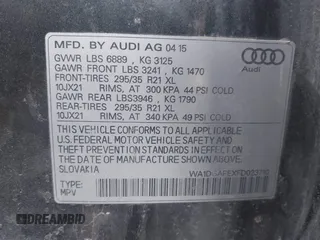 MFD. BY AUDI AG 04 15
GVWR LBS 6889 , KG 3125
GAWR FRONT LBS 3241 , KG 1470
FRONT-TIRES 295/35 R21 XL
10JX21 RIMS, AT 300 KPA 44 PSI COLD
GAWR REAR LBS3946 , KG 1790
REAR-TIRES 295/35 R21 XL
10JX21 RIMS, AT 340 KPA 49 PSI COLD
Audi
THIS VEHICLE CONFORMS TO ALL APPLICABLE
U.S. FEDERAL MOTOR VEHICLE SAFETY AND
THEFT PREVENTION STANDARDS IN EFFECT ON
THE DATE OF MANUFACTURE SHOWN ABOVE.
SLOVAKIA
TYPE:
MPV
DREAMBID